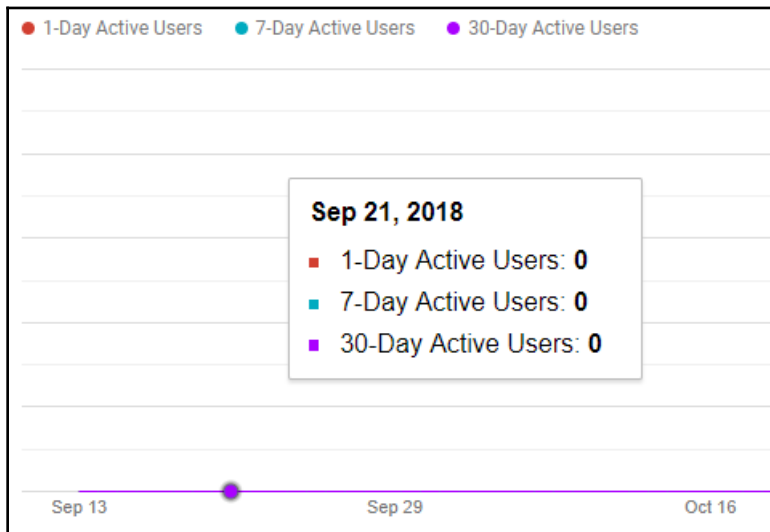 1-Day Active Users 7-Day Active Users 30-Day Active Users
Sep 21, 2018
1-Day Active Users: 0
7-Day Active Users: 0
30-Day Active Users: 0
Sep 13 Sep 29 Oct 16